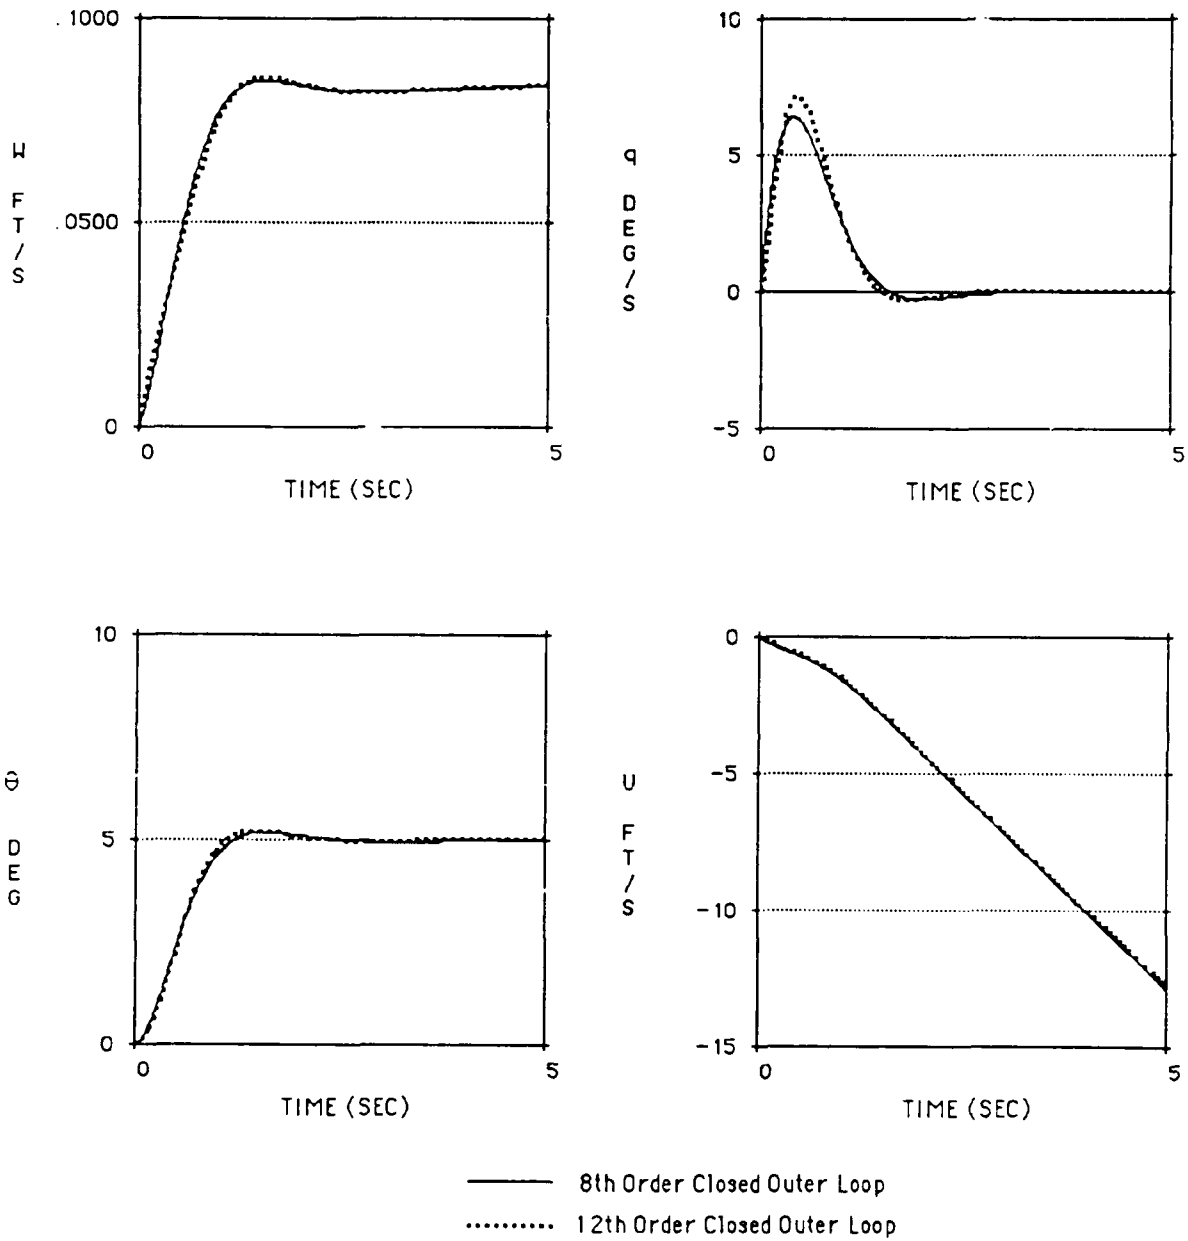 .1000
.0500
0
W FT/S
0 5
TIME (SEC)
10
5
0
-5
q DEG/S
0 5
TIME (SEC)
10
5
0
θ DEG
0 5
TIME (SEC)
0
-5
-10
-15
U FT/S
0 5
TIME (SEC)
8th Order Closed Outer Loop
12th Order Closed Outer Loop